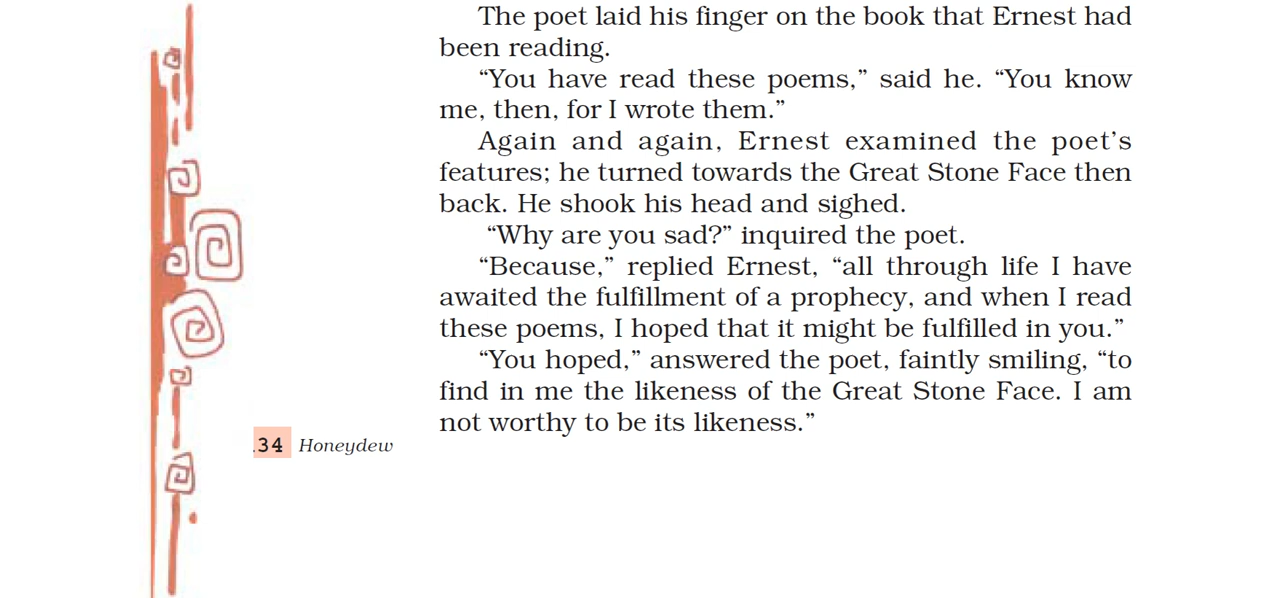 The poet laid his finger on the book that Ernest had
been reading.
“You have read these poems,” said he. “You know
me, then, for I wrote them.”
Again and again, Ernest examined the poet’s
features; he turned towards the Great Stone Face then
back. He shook his head and sighed.
“Why are you sad?” inquired the poet.
“Because,” replied Ernest, “all through life I have
awaited the fulfillment of a prophecy, and when I read
these poems, I hoped that it might be fulfilled in you.”
“You hoped,” answered the poet, faintly smiling, “to
find in me the likeness of the Great Stone Face. I am
not worthy to be its likeness.”
34 Honeydew